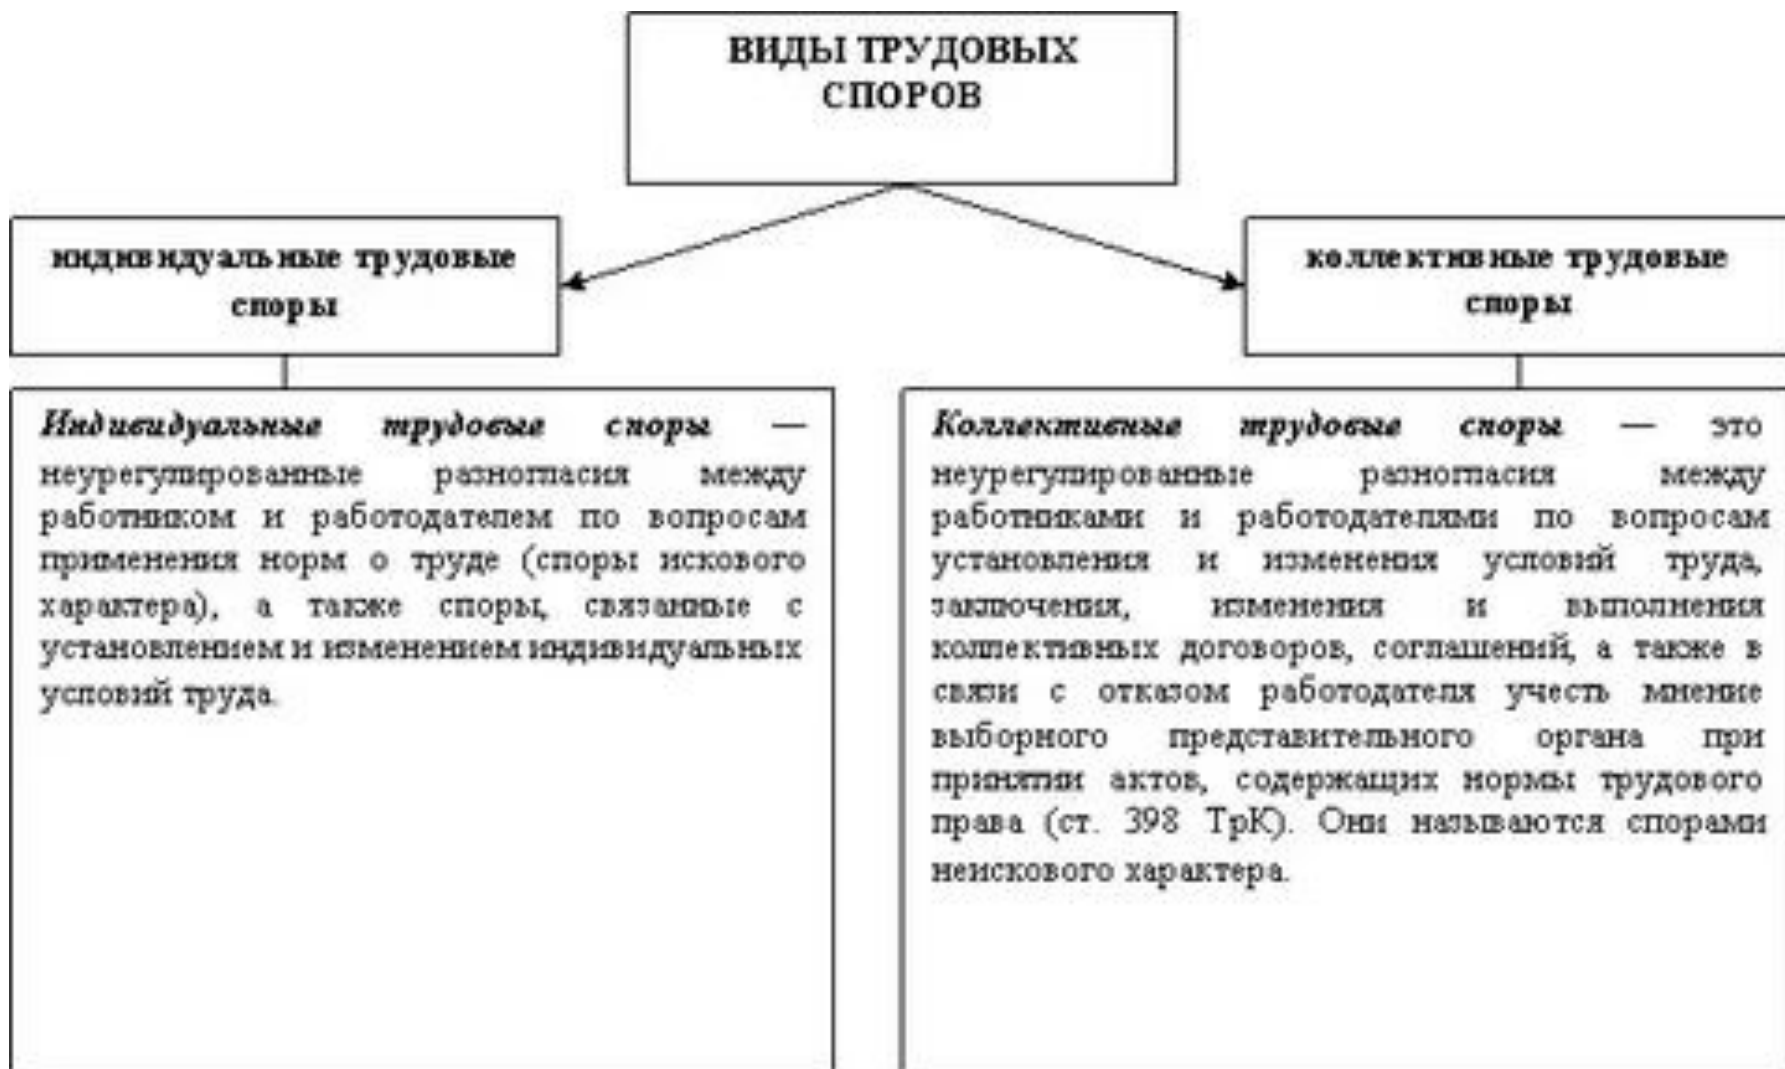 ВИДЫ ТРУДОВЫХ
СПОРОВ
индивидуальные трудовые
споры
коллективные трудовые
споры
Индивидуальные трудовые споры —
неурегулированные разногласия между
работником и работодателем по вопросам
применения норм о труде (споры искового
характера), а также споры, связанные с
установлением и изменением индивидуальных
условий труда.
Коллективные трудовые споры — это
неурегулированные разногласия между
работниками и работодателями по вопросам
установления и изменения условий труда,
заключения, изменения и выполнения
коллективных договоров, соглашений, а также в
связи с отказом работодателя учесть мнение
выборного представительного органа при
принятии актов, содержащих нормы трудового
права (ст. 398 ТрК). Они называются спорами
неискового характера.